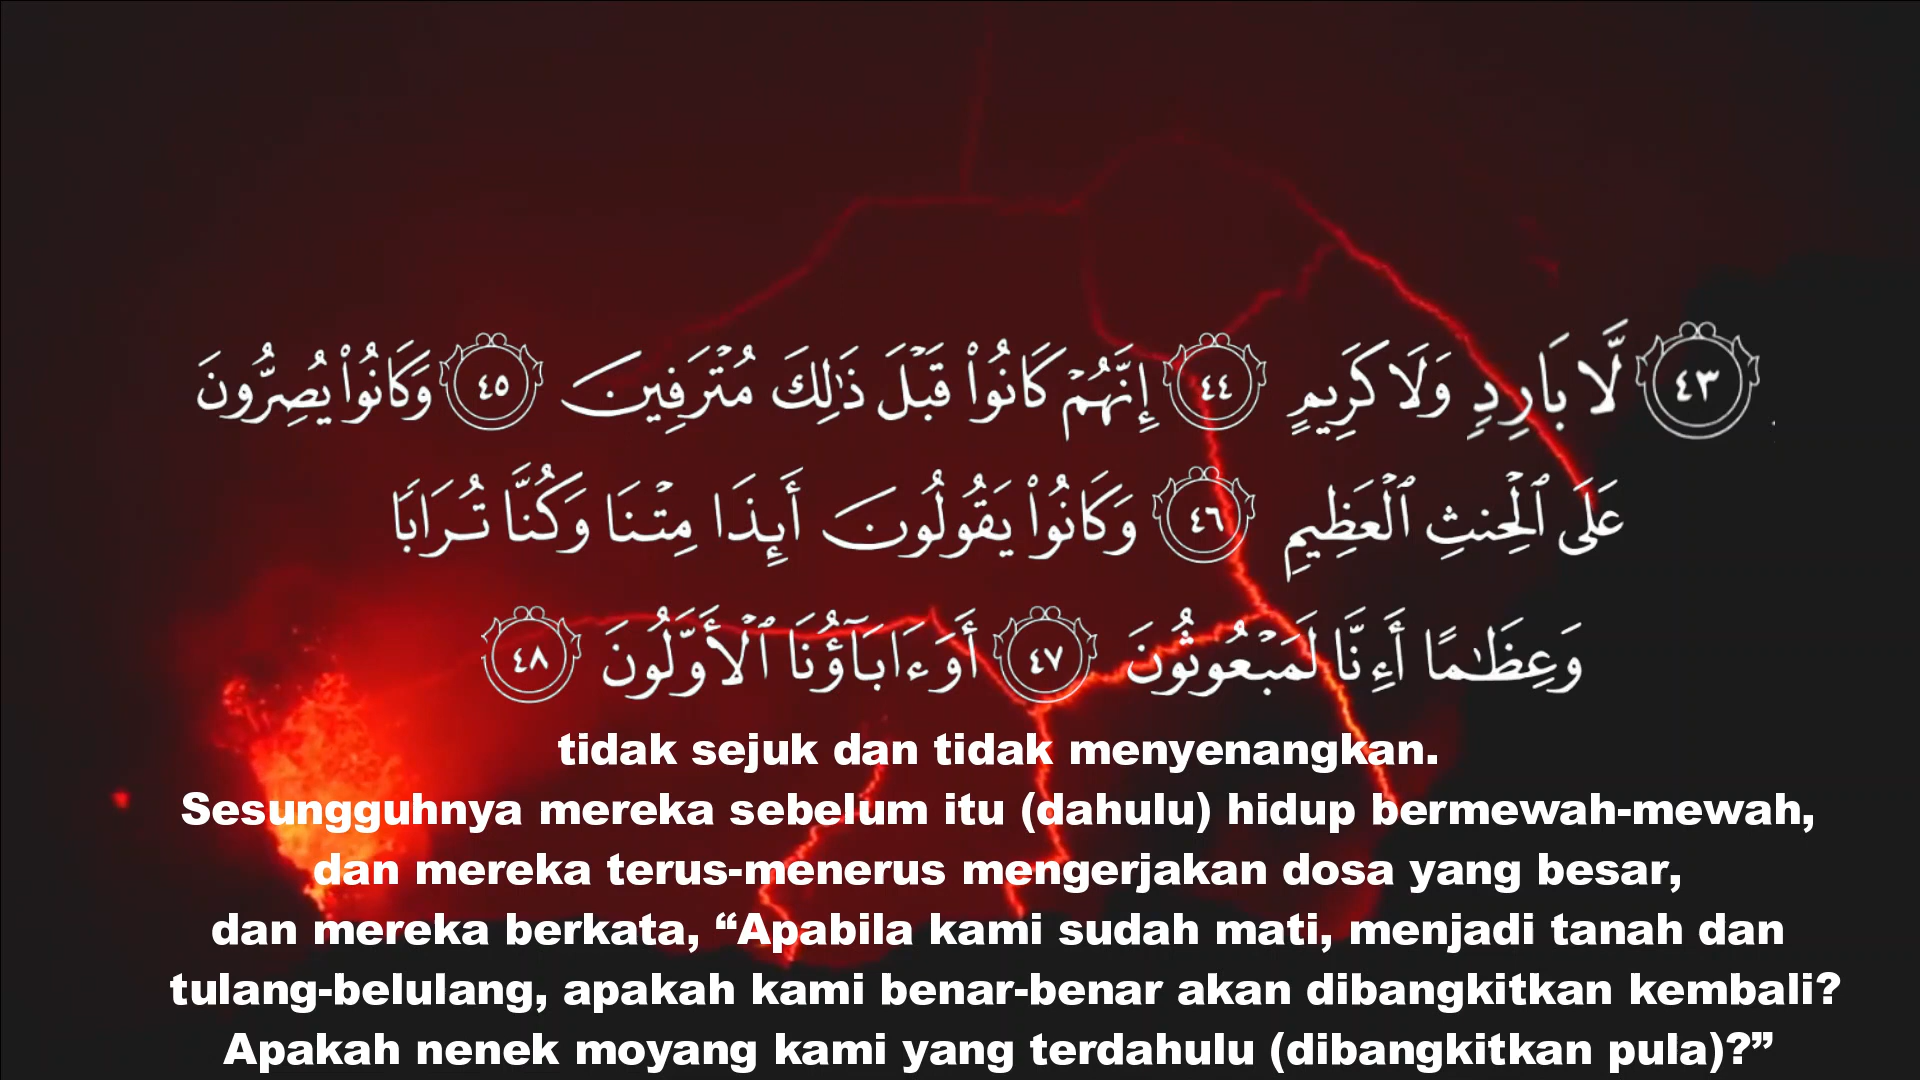 ٤٣ لَّا بَارِدٍ وَلَا كَرِيمٍ ٤٤ إِنَّهُمْ كَانُوا۟ قَبْلَ ذَٰلِكَ مُتْرَفِينَ ٤٥ وَكَانُوا۟ يُصِرُّونَ
عَلَى ٱلْحِنثِ ٱلْعَظِيمِ ٤٦ وَكَانُوا۟ يَقُولُونَ أَئِذَا مِتْنَا وَكُنَّا تُرَابًا
وَعِظَٰمًا أَءِنَّا لَمَبْعُوثُونَ ٤٧ أَوَءَابَآؤُنَا ٱلْأَوَّلُونَ ٤٨
tidak sejuk dan tidak menyenangkan.
Sesungguhnya mereka sebelum itu (dahulu) hidup bermewah-mewah,
dan mereka terus-menerus mengerjakan dosa yang besar,
dan mereka berkata, “Apabila kami sudah mati, menjadi tanah dan
tulang-belulang, apakah kami benar-benar akan dibangkitkan kembali?
Apakah nenek moyang kami yang terdahulu (dibangkitkan pula)?”